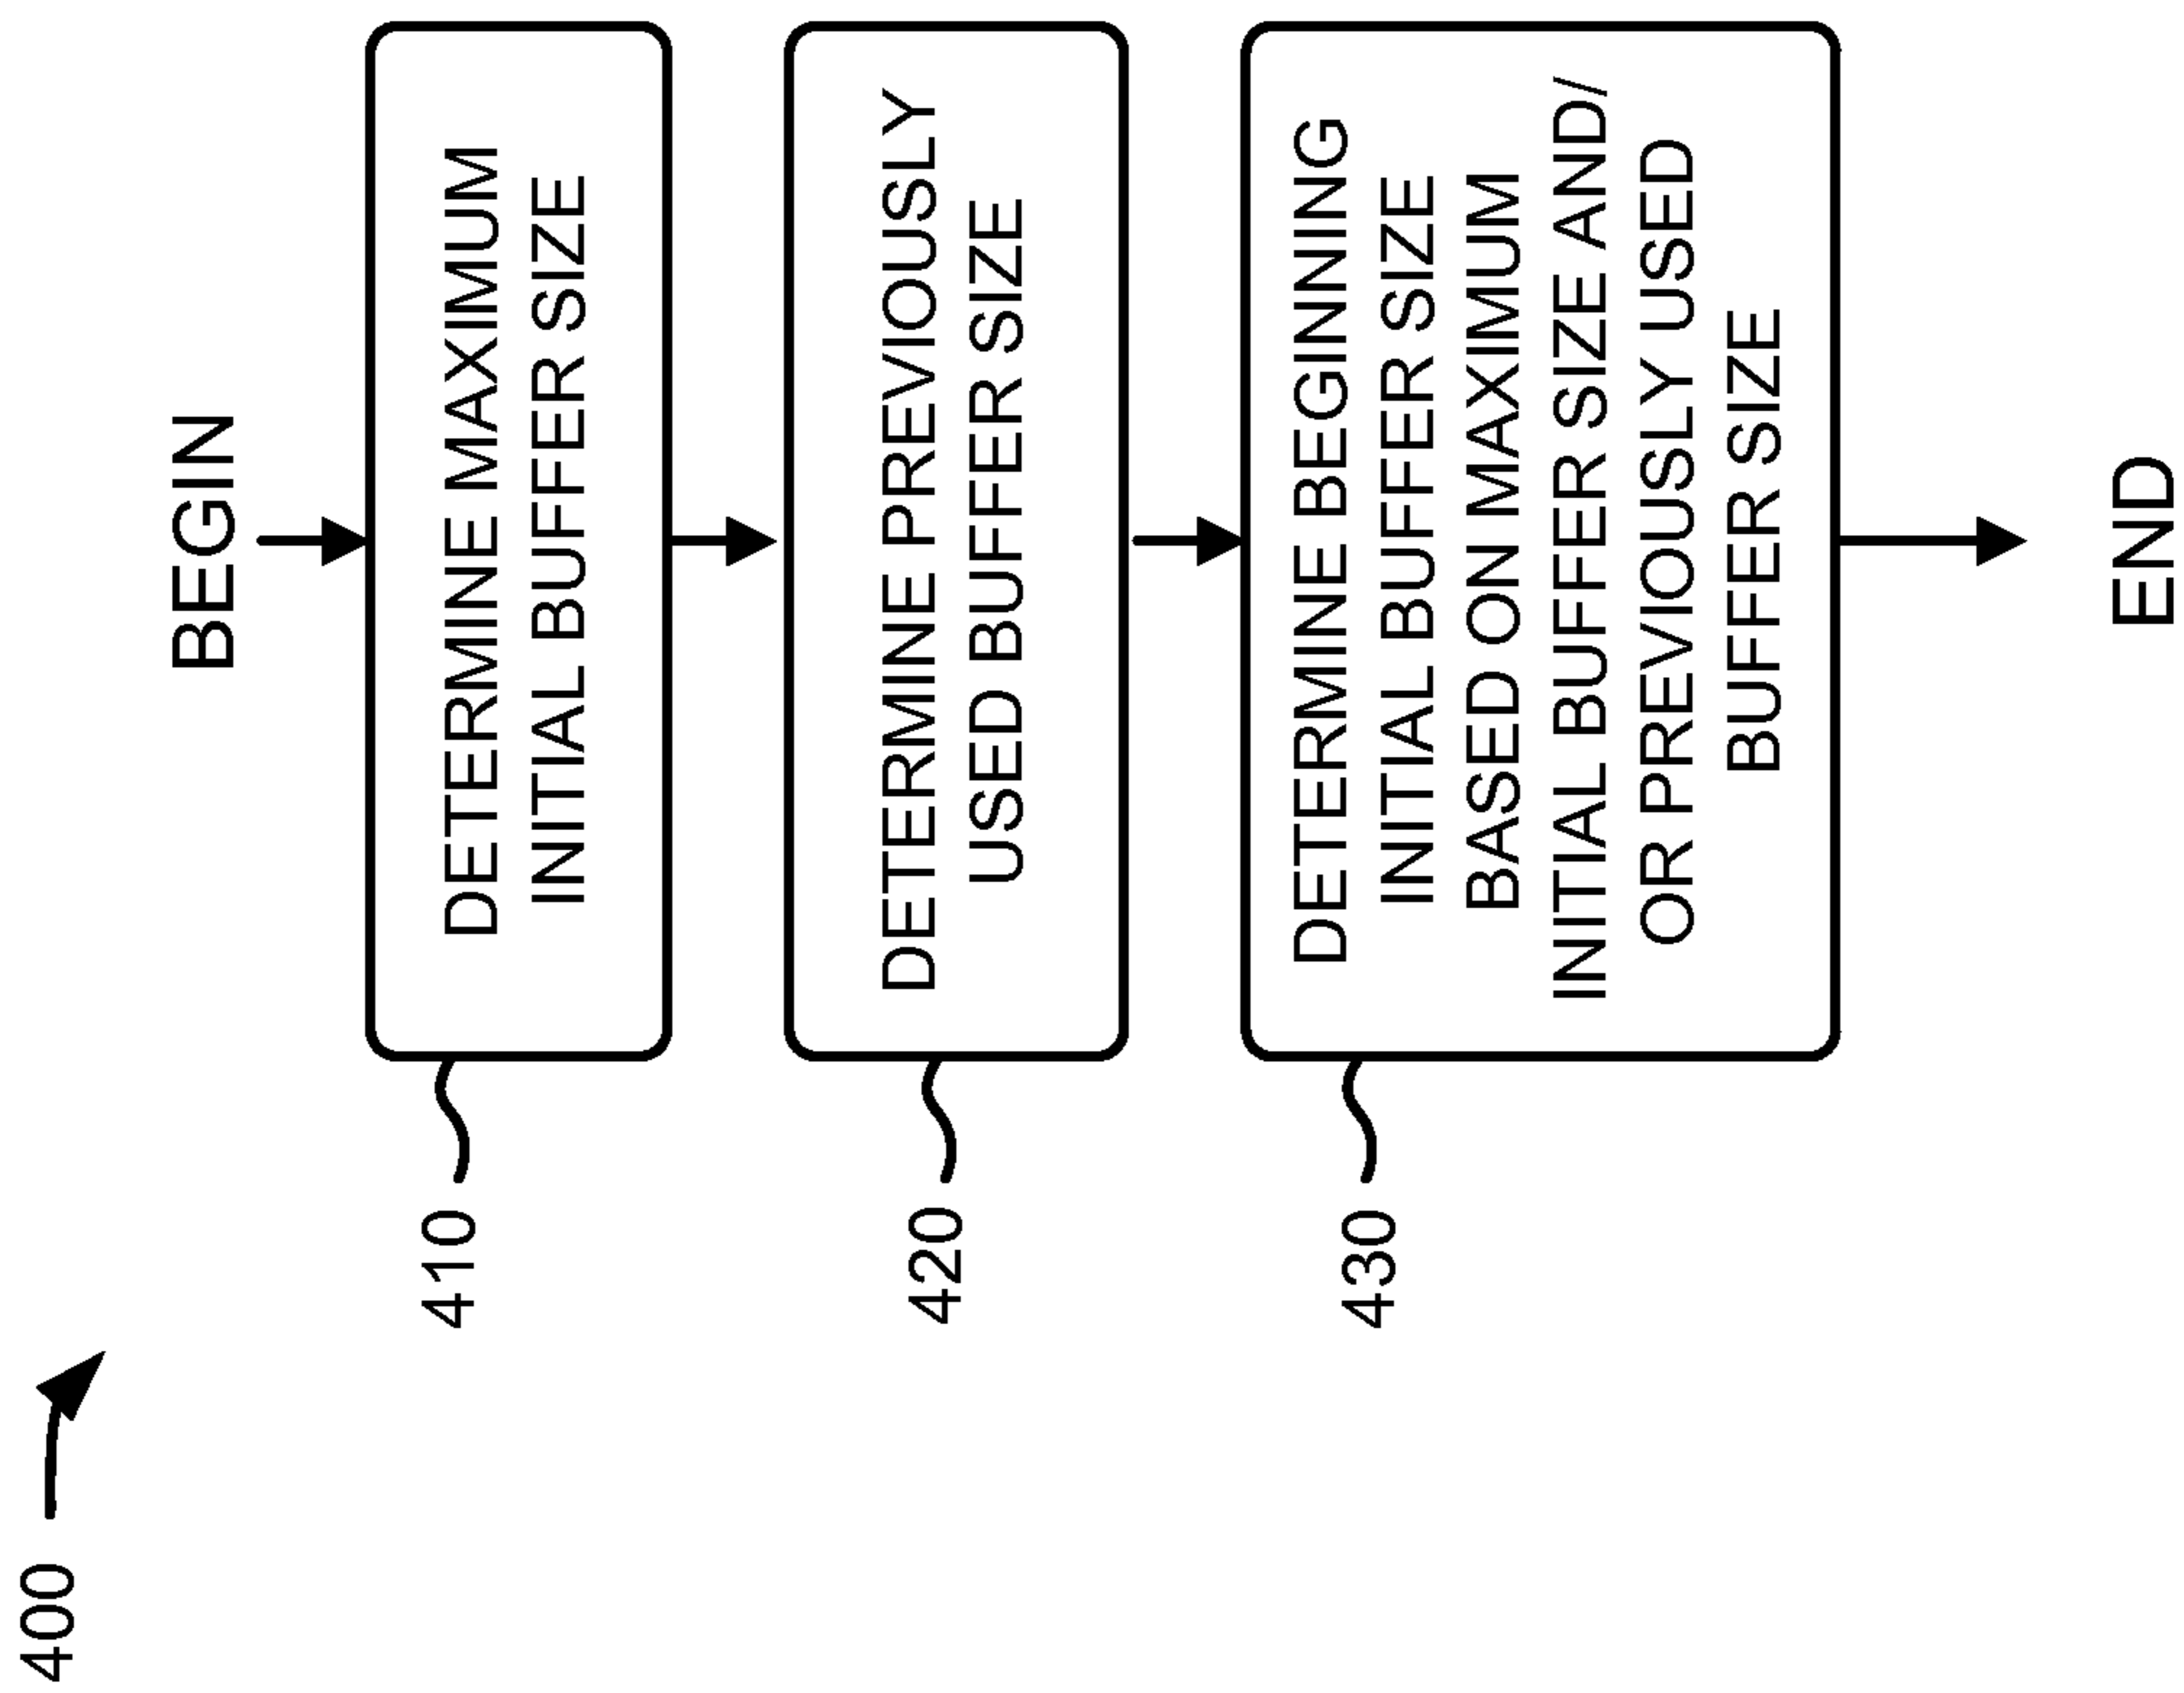 400
BEGIN
410
DETERMINE MAXIMUM
INITIAL BUFFER SIZE
420
DETERMINE PREVIOUSLY
USED BUFFER SIZE
430
DETERMINE BEGINNING
INITIAL BUFFER SIZE
BASED ON MAXIMUM
INITIAL BUFFER SIZE AND/
OR PREVIOUSLY USED
BUFFER SIZE
END